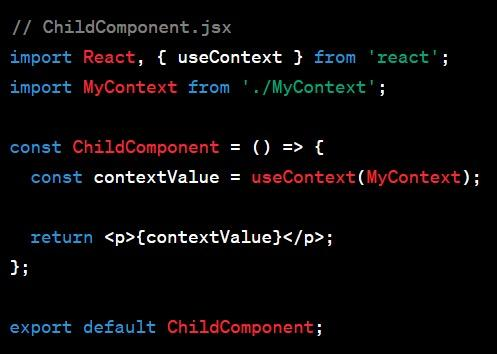 // ChildComponent.jsx
import React, { useContext } from 'react';
import MyContext from './MyContext';
const ChildComponent = () => {
const contextValue = useContext(MyContext);
return <p>{contextValue}</p>;
};
export default ChildComponent;